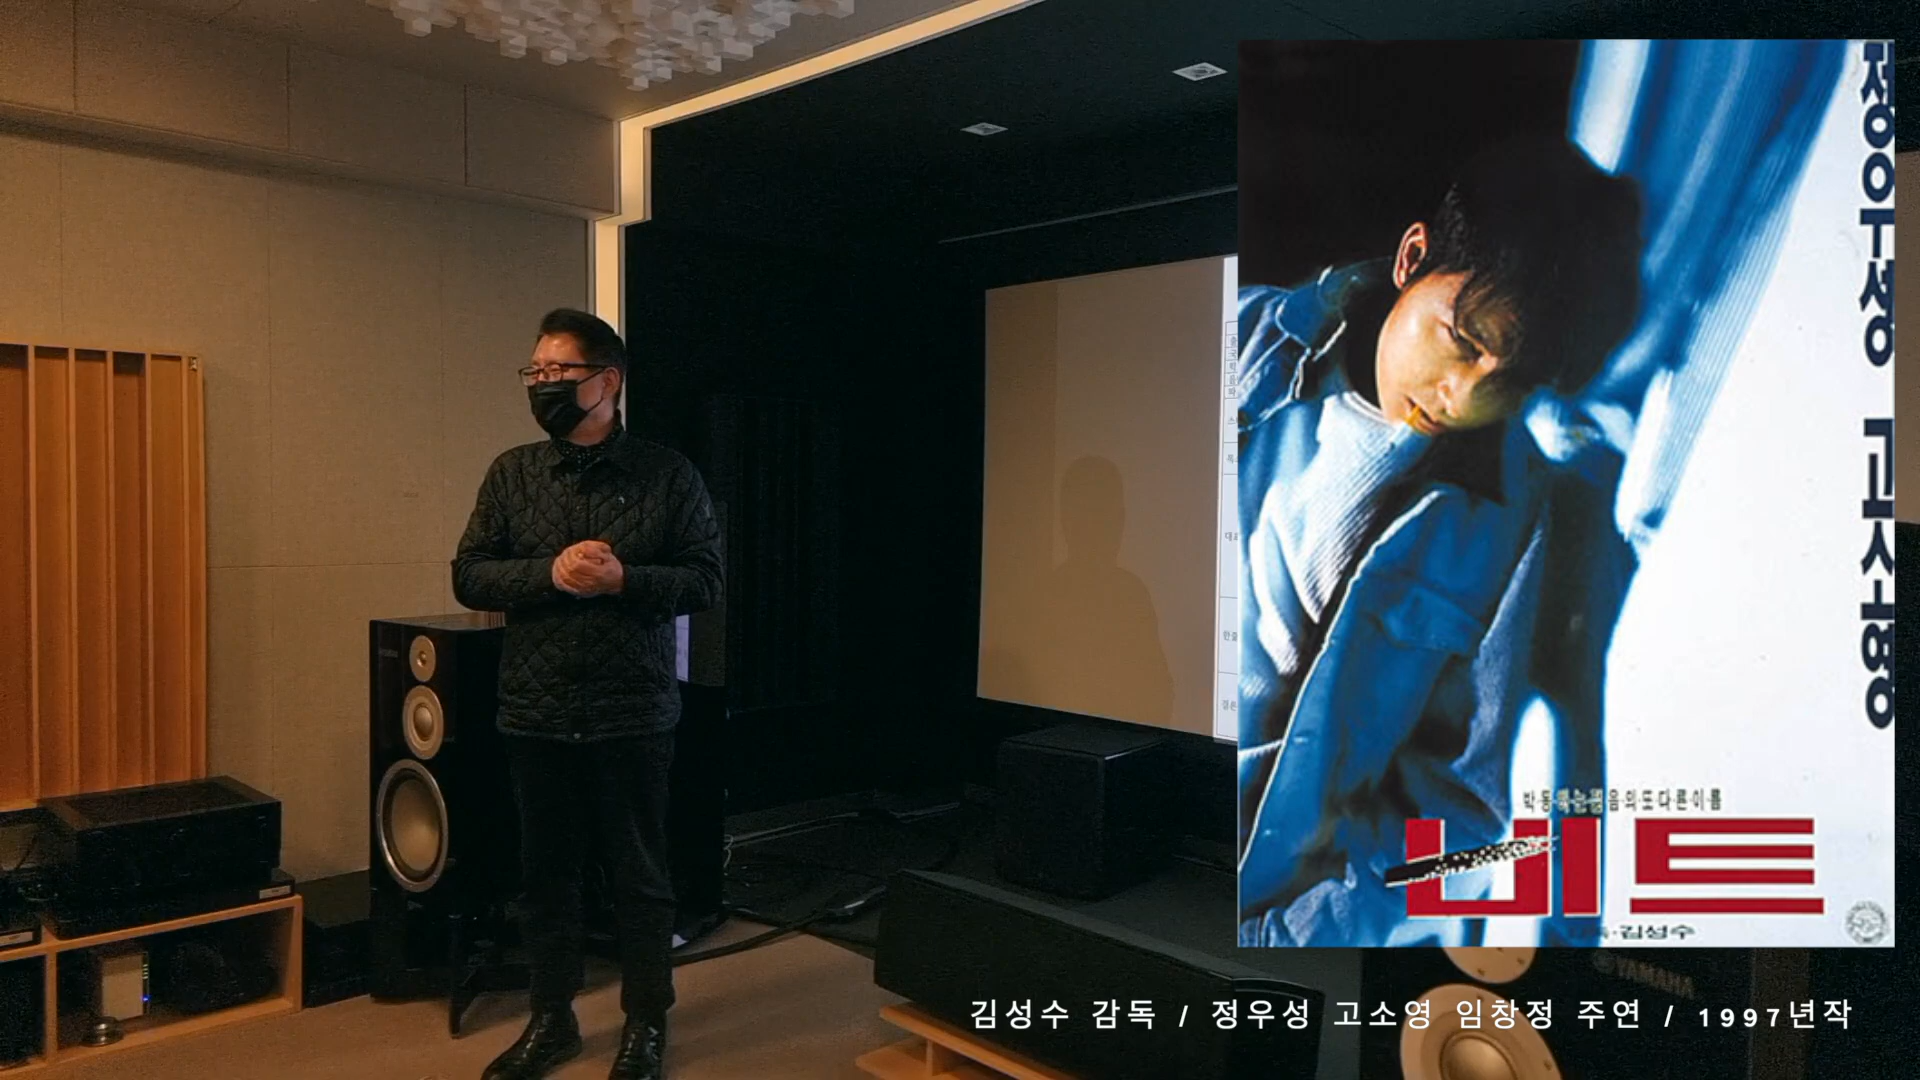 정우성 고소영
박·동·하·는·젊·음·의·또·다·른·이·름
비트
김성수
YAMAHA
김성수 감독 / 정우성 고소영 임창정 주연 / 1997년작